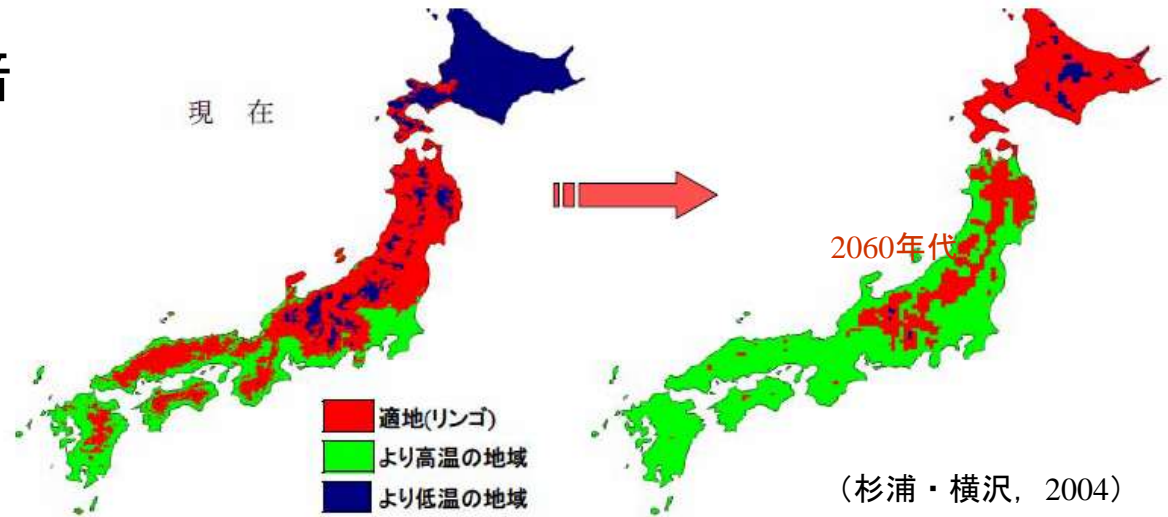 現 在
2060年代
適地(リンゴ)
より高温の地域
より低温の地域
(杉浦・横沢, 2004)